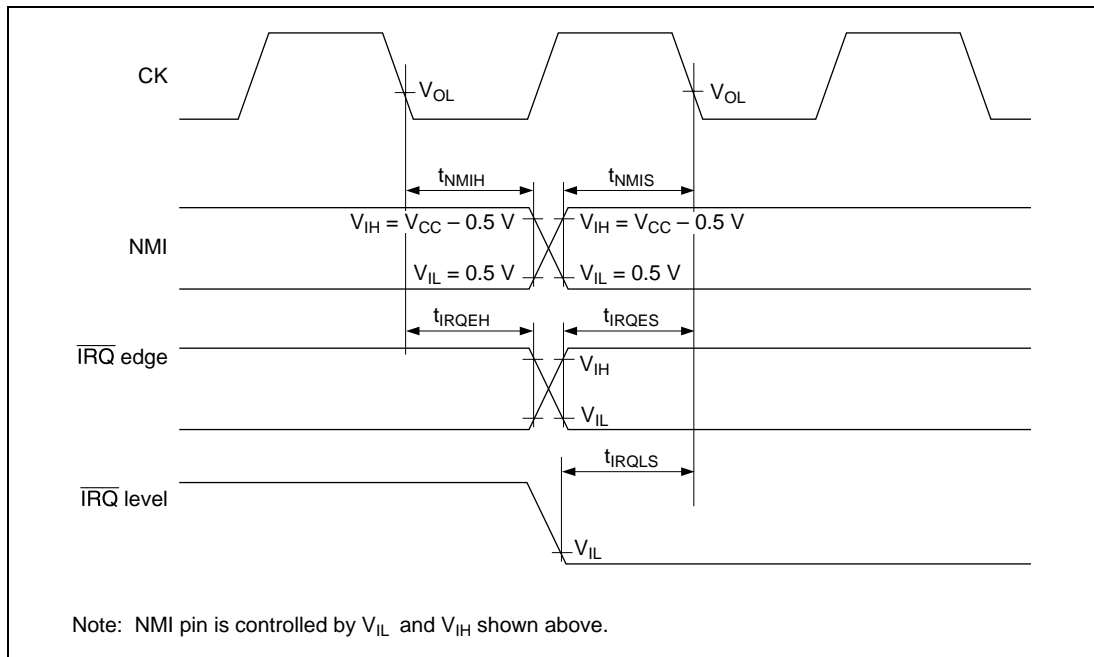 CK
V_OL
V_OL
t_NMIH
t_NMIS
NMI
V_IH = V_CC – 0.5 V
V_IH = V_CC – 0.5 V
V_IL = 0.5 V
V_IL = 0.5 V
t_IRQEH
t_IRQES
I̅R̅Q̅ edge
V_IH
V_IL
t_IRQLS
I̅R̅Q̅ level
V_IL
Note: NMI pin is controlled by V_IL and V_IH shown above.